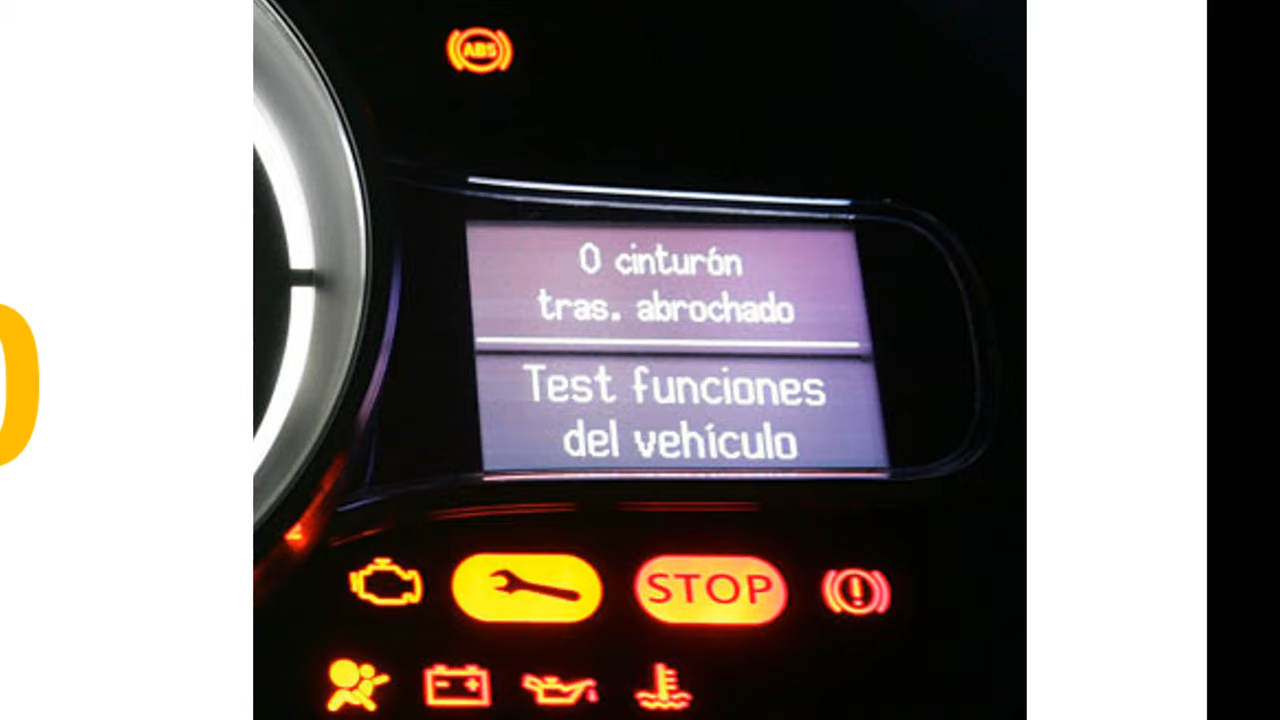 ABS
0 cinturón
tras. abrochado
Test funciones
del vehículo
STOP